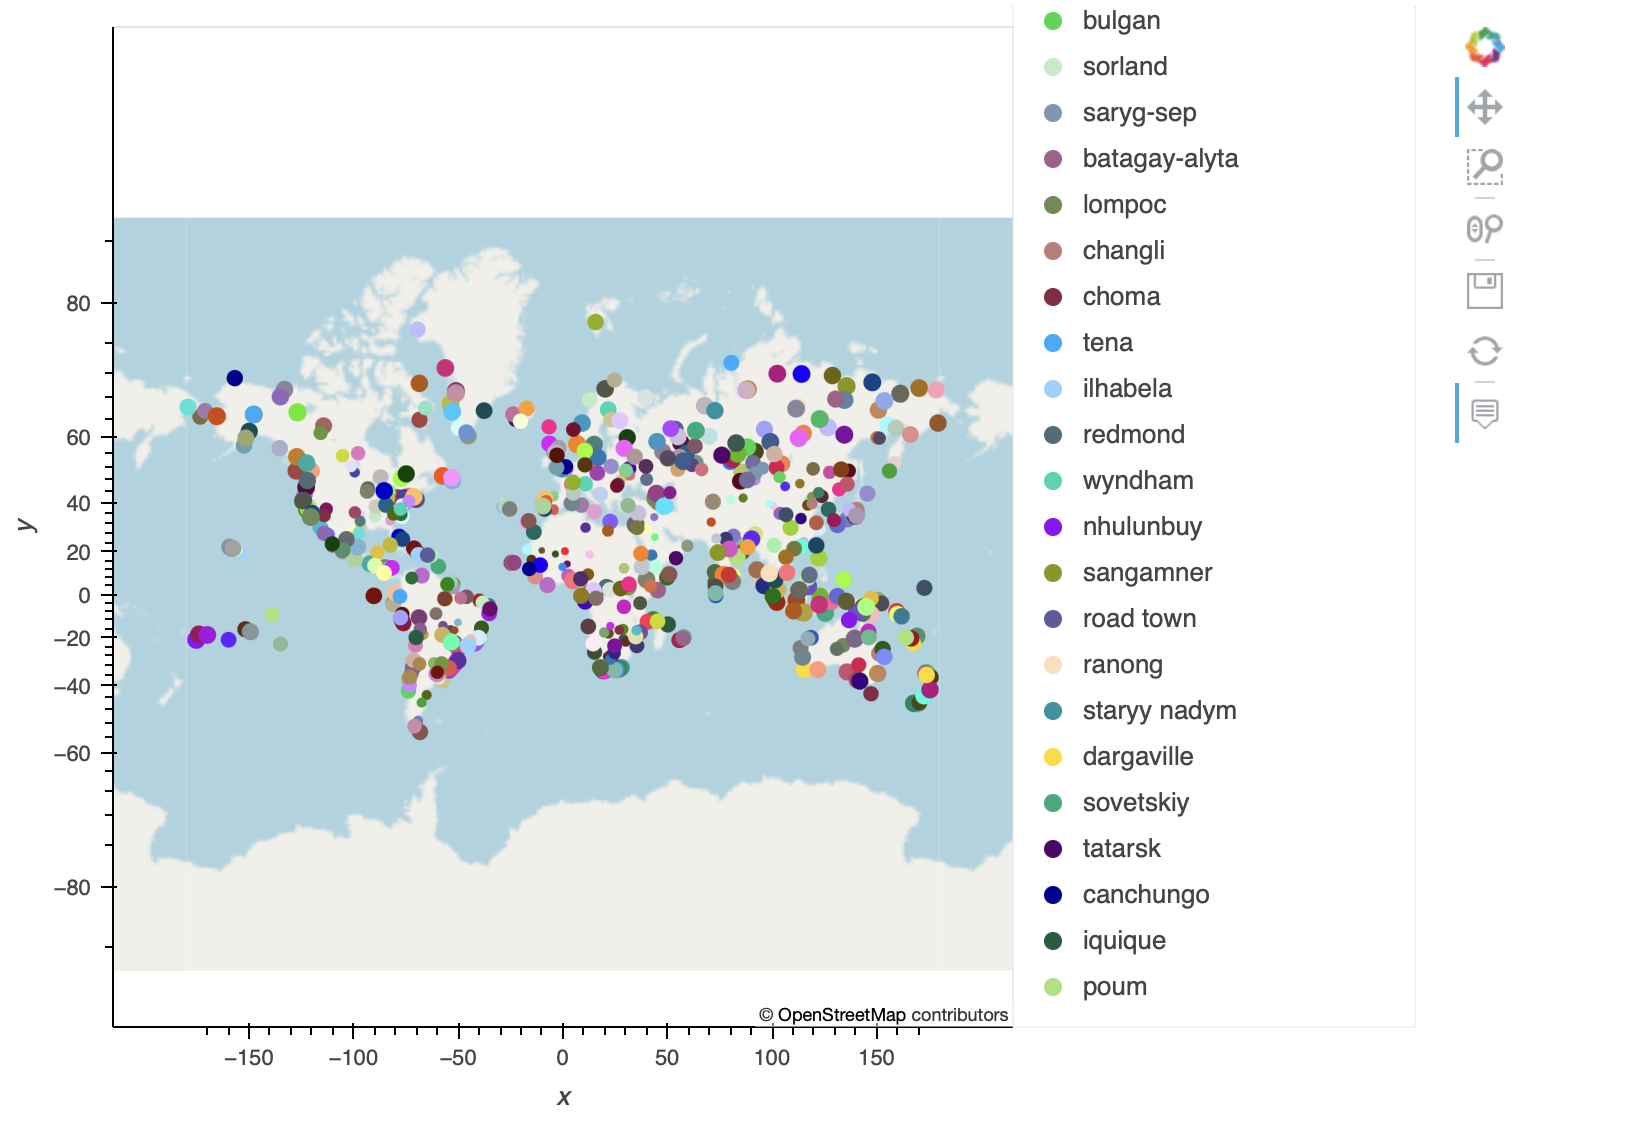 80
60
40
20
0
−20
−40
−60
−80
y
−150
−100
−50
0
50
100
150
x
© OpenStreetMap contributors
bulgan
sorland
saryg-sep
batagay-alyta
lompoc
changli
choma
tena
ilhabela
redmond
wyndham
nhulunbuy
sangamner
road town
ranong
staryy nadym
dargaville
sovetskiy
tatarsk
canchungo
iquique
poum